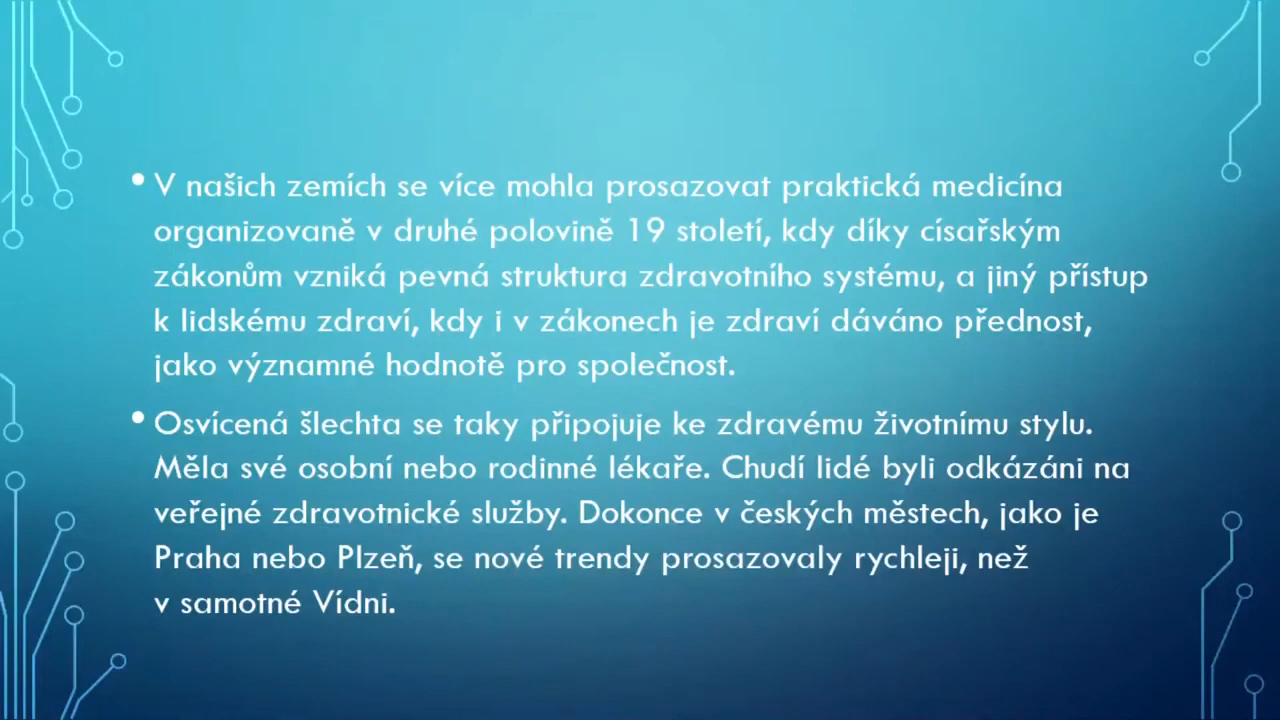 • V našich zemích se více mohla prosazovat praktická medicína
organizovaně v druhé polovině 19 století, kdy díky císařským
zákonům vzniká pevná struktura zdravotního systému, a jiný přístup
k lidskému zdraví, kdy i v zákonech je zdraví dáváno přednost,
jako významné hodnotě pro společnost.
• Osvícená šlechta se taky připojuje ke zdravému životnímu stylu.
Měla své osobní nebo rodinné lékaře. Chudí lidé byli odkázáni na
veřejné zdravotnické služby. Dokonce v českých městech, jako je
Praha nebo Plzeň, se nové trendy prosazovaly rychleji, než
v samotné Vídni.